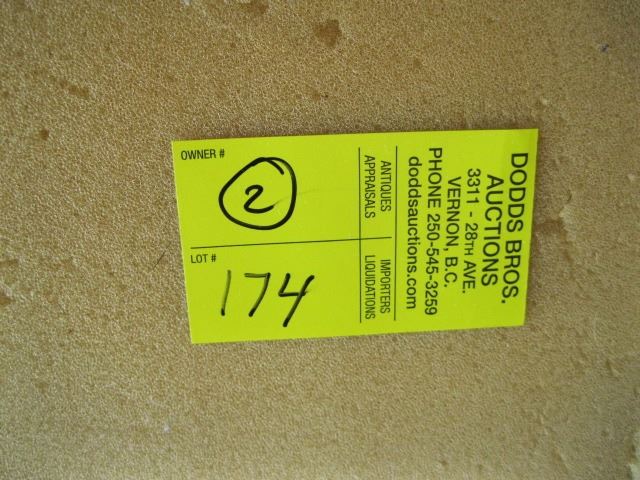 DODDS BROS.
AUCTIONS
3311 - 28TH AVE.
VERNON, B.C.
PHONE 250-545-3259
doddsauctions.com
ANTIQUES
APPRAISALS
IMPORTERS
LIQUIDATIONS
OWNER #
2
LOT #
174